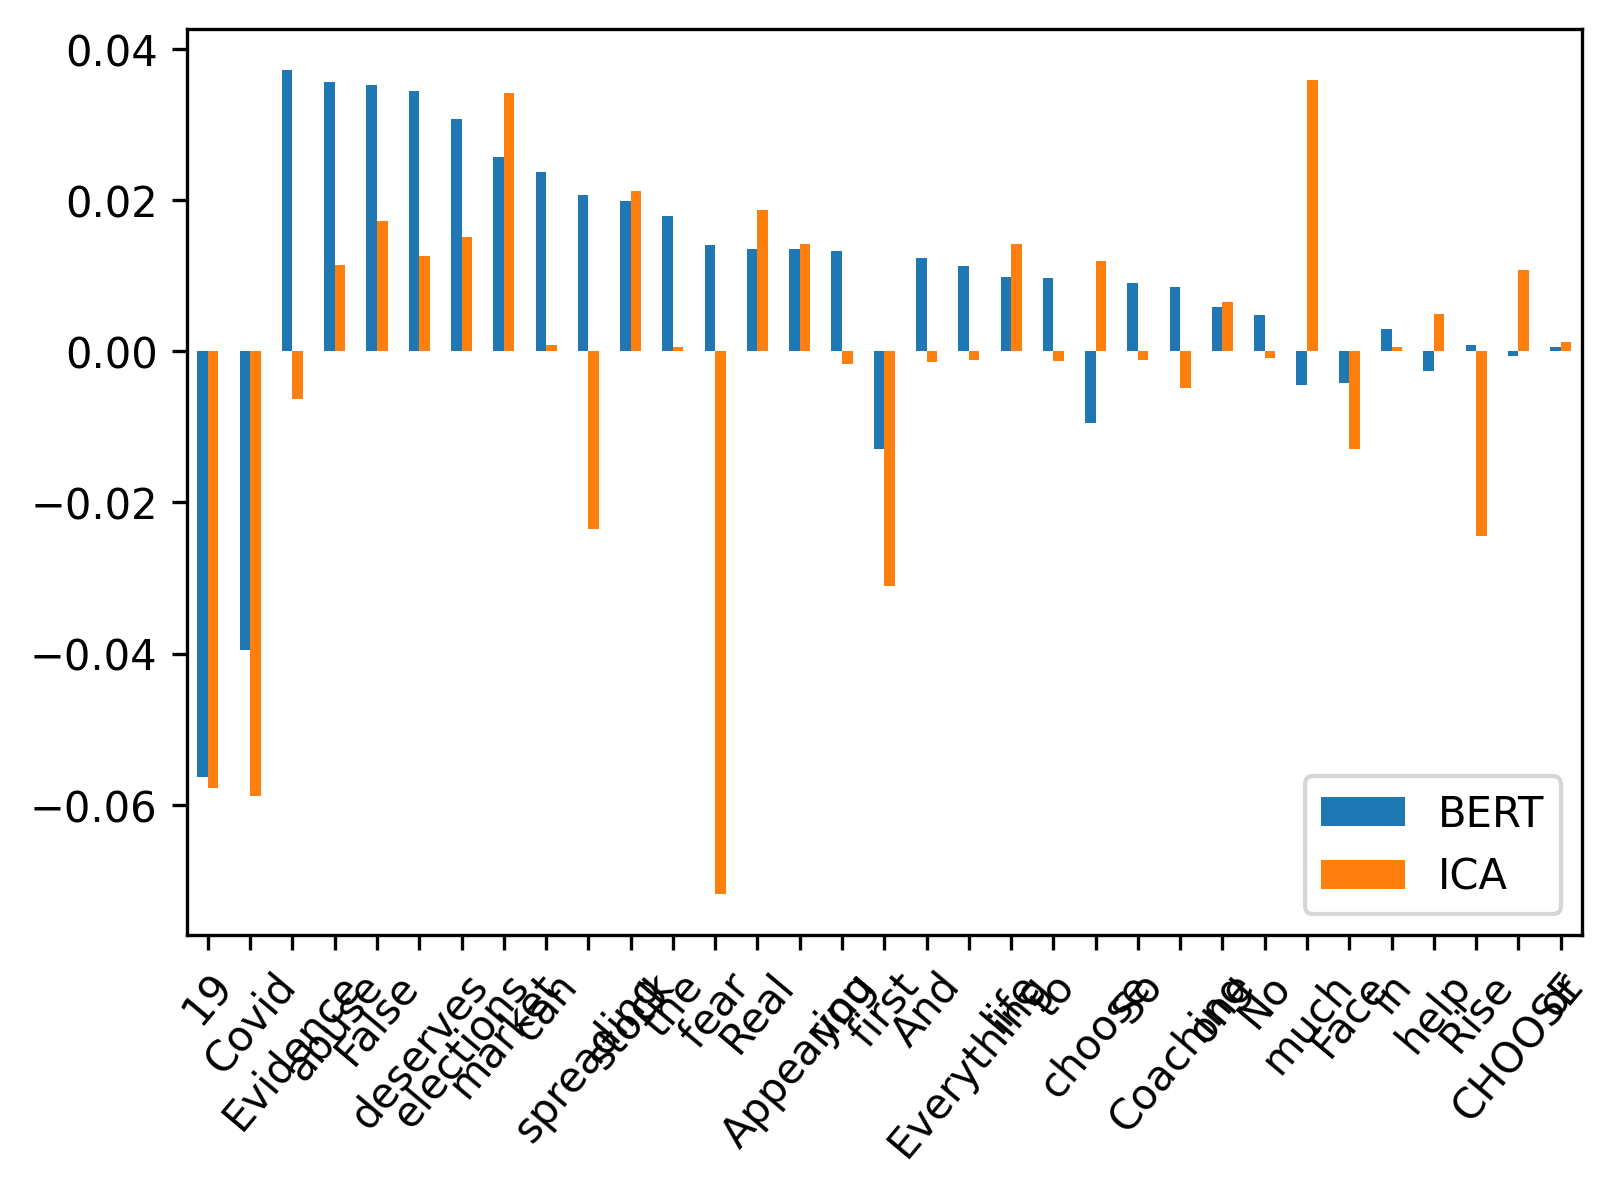 0.04
0.02
0.00
−0.02
−0.04
−0.06
BERT
ICA
19
Covid
Evidence
abuse
False
deserves
elections
market
can
spreading
stock
the
fear
Real
Appearing
you
first
And
Everything
life
to
choose
So
Coaching
No
much
Face
in
help
Rise
CHOOSE